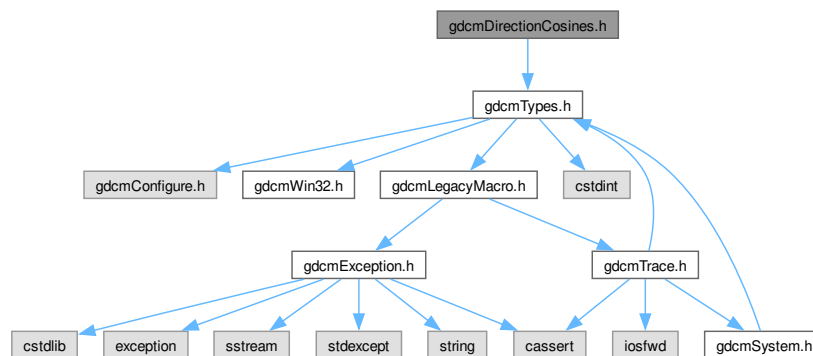 gdcmDirectionCosines.h
gdcmTypes.h
gdcmConfigure.h
gdcmWin32.h
gdcmLegacyMacro.h
cstdint
gdcmException.h
gdcmTrace.h
cstdlib
exception
sstream
stdexcept
string
cassert
iosfwd
gdcmSystem.h